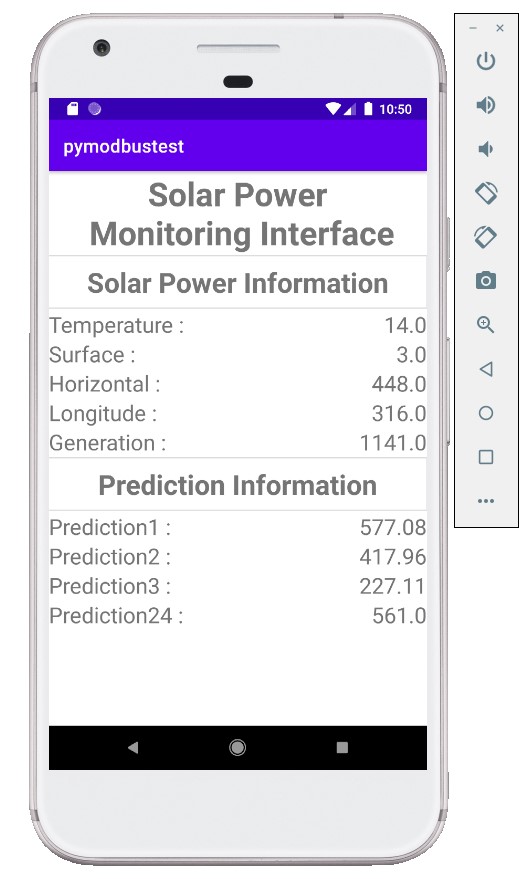 10:50
pymodbustest
Solar Power
Monitoring Interface
Solar Power Information
Temperature : 14.0
Surface : 3.0
Horizontal : 448.0
Longitude : 316.0
Generation : 1141.0
Prediction Information
Prediction1 : 577.08
Prediction2 : 417.96
Prediction3 : 227.11
Prediction24 : 561.0